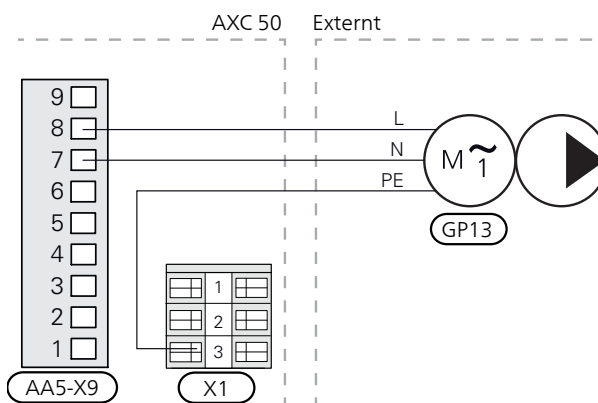 AXC 50 Externt
9
8 L
7 N
6 PE
5
4
3
2
1
M 1
GP13
1
2
3
AA5-X9 X1